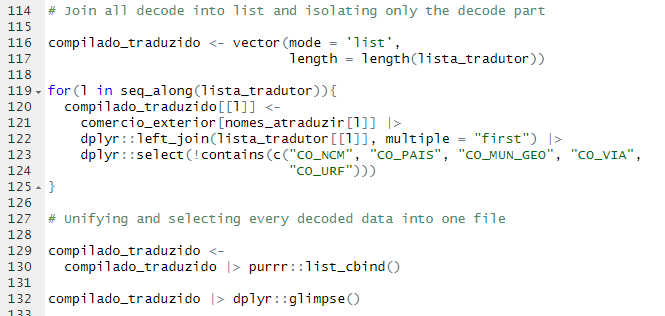 114 # Join all decode into list and isolating only the decode part
115
116 compilado_traduzido <- vector(mode = 'list',
117                               length = length(lista_tradutor))
118
119 for(l in seq_along(lista_tradutor)){
120   compilado_traduzido[[l]] <-
121     comercio_exterior[nomes_atraduzir[l]] |>
122     dplyr::left_join(lista_tradutor[[l]], multiple = "first") |>
123     dplyr::select(!contains(c("CO_NCM", "CO_PAIS", "CO_MUN_GEO", "CO_VIA",
124                               "CO_URF")))
125 }
126
127 # Unifying and selecting every decoded data into one file
128
129 compilado_traduzido <-
130   compilado_traduzido |> purrr::list_cbind()
131
132 compilado_traduzido |> dplyr::glimpse()
133